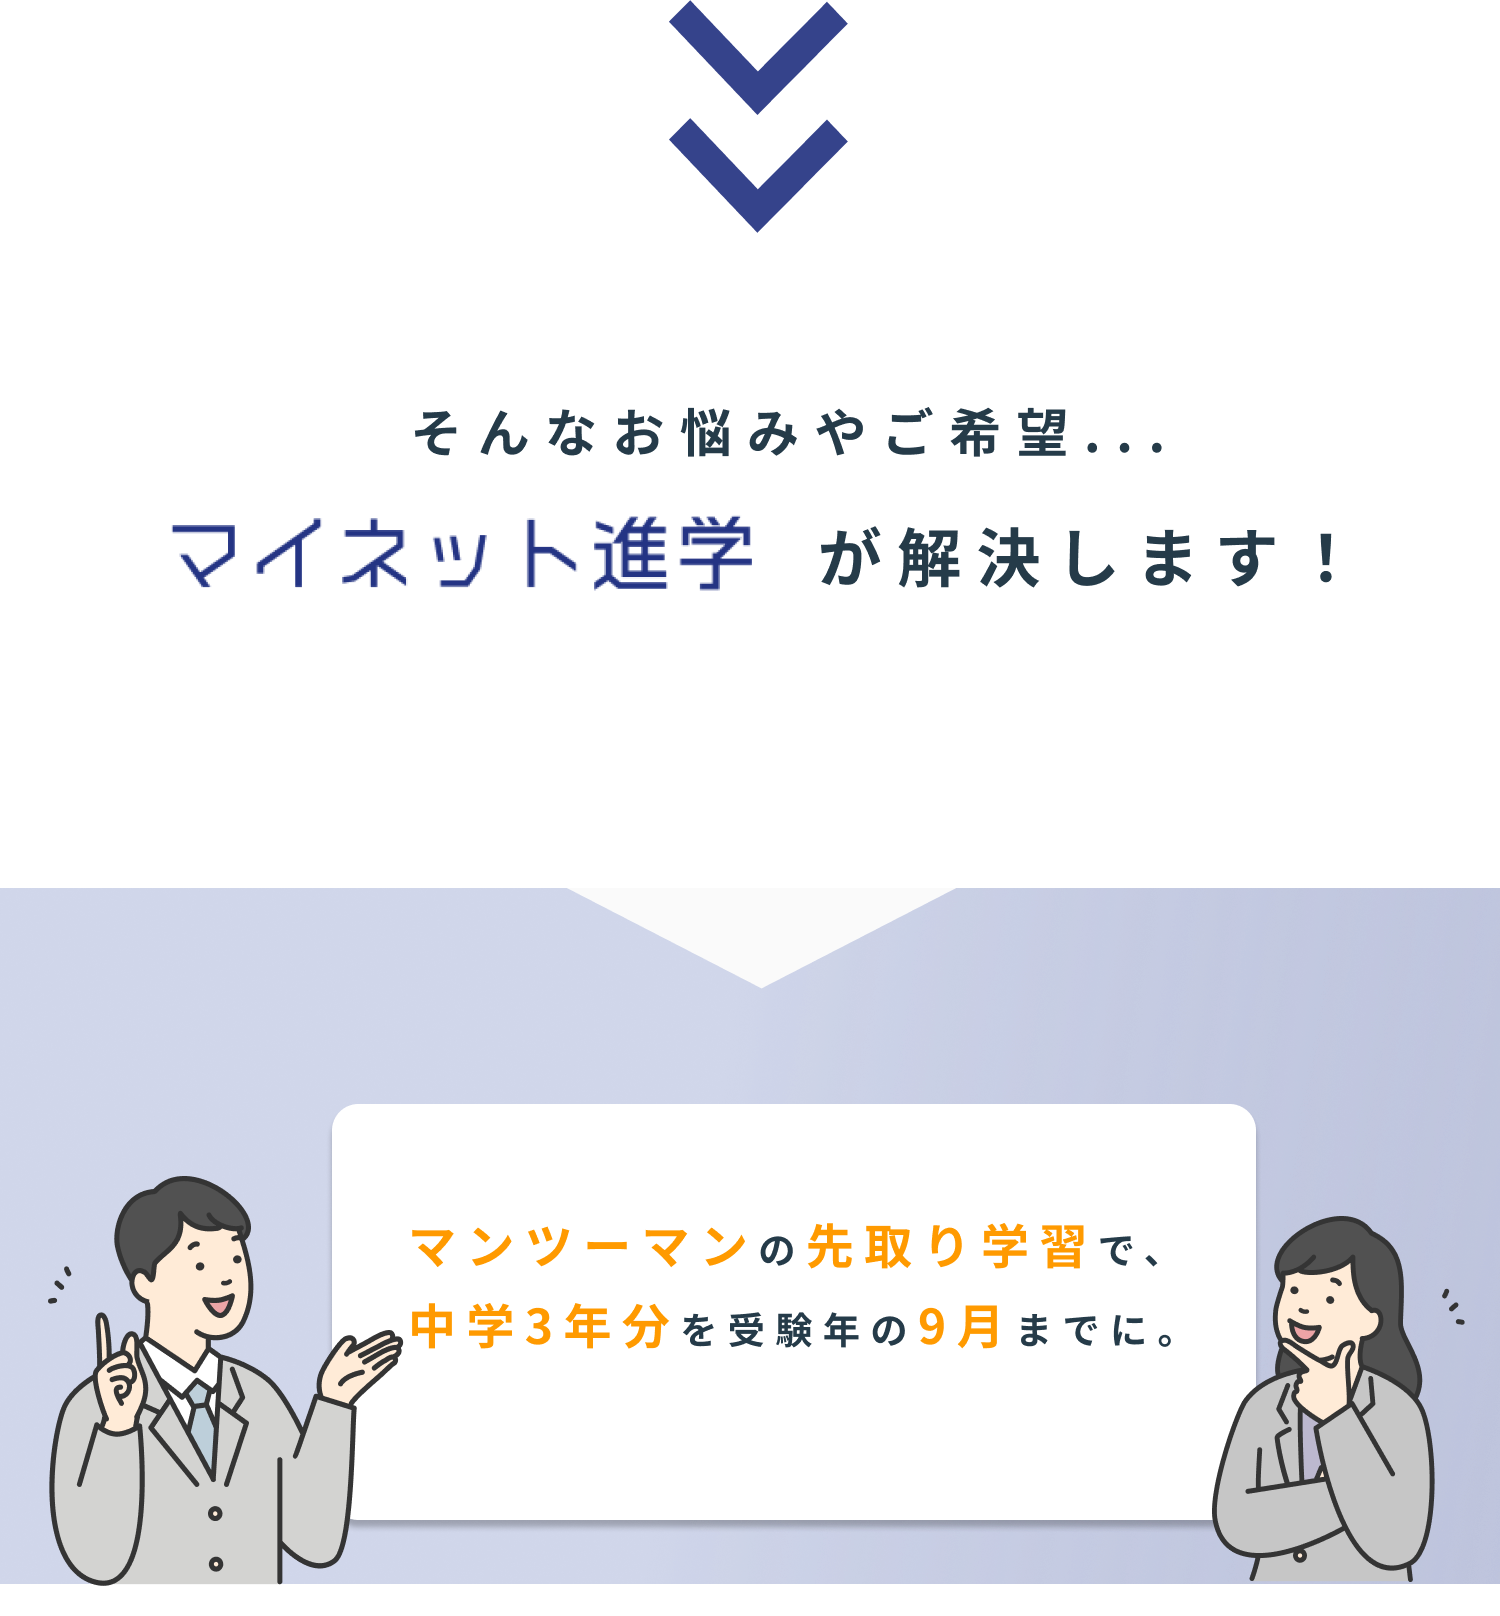 そんなお悩みやご希望...
マイネット進学 が解決します！
マンツーマンの先取り学習で、
中学3年分を受験年の9月までに。